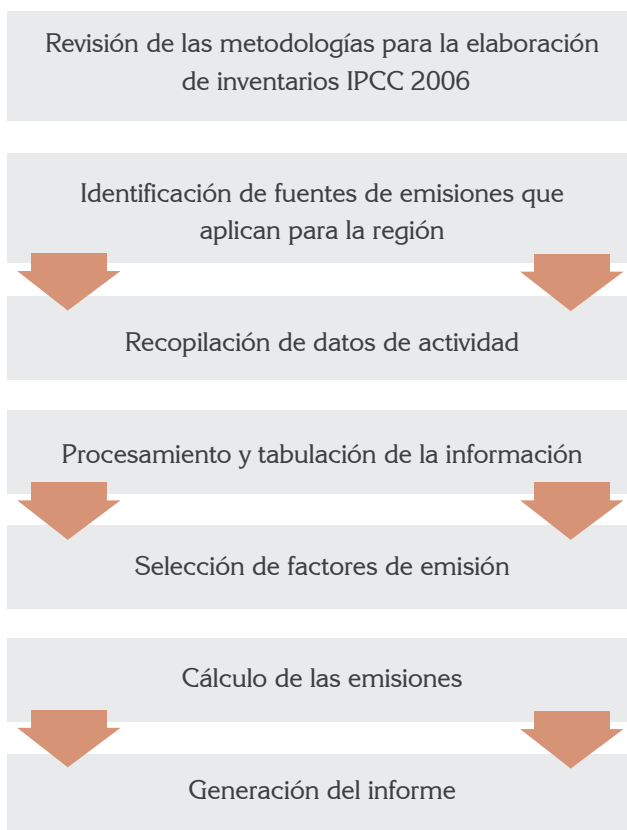 Revisión de las metodologías para la elaboración
de inventarios IPCC 2006
Identificación de fuentes de emisiones que
aplican para la región
Recopilación de datos de actividad
Procesamiento y tabulación de la información
Selección de factores de emisión
Cálculo de las emisiones
Generación del informe